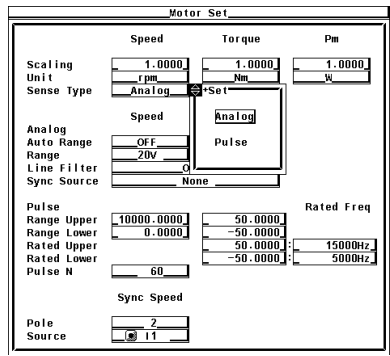 Motor Set
Speed Torque Pm
Scaling 1.0000 1.0000 1.0000
Unit rpm Nm W
Sense Type Analog +Set
Analog
Pulse
Speed
Analog
Auto Range OFF
Range 20V
Line Filter O
Sync Source None
Pulse Rated Freq
Range Upper 10000.0000 50.0000
Range Lower 0.0000 -50.0000
Rated Upper 50.0000 : 15000Hz
Rated Lower -50.0000 : 5000Hz
Pulse N 60
Sync Speed
Pole 2
Source I1